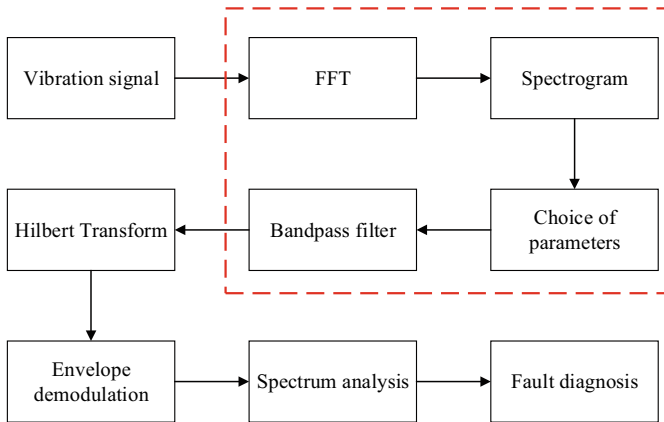 Vibration signal
FFT
Spectrogram
Hilbert Transform
Bandpass filter
Choice of
parameters
Envelope
demodulation
Spectrum analysis
Fault diagnosis